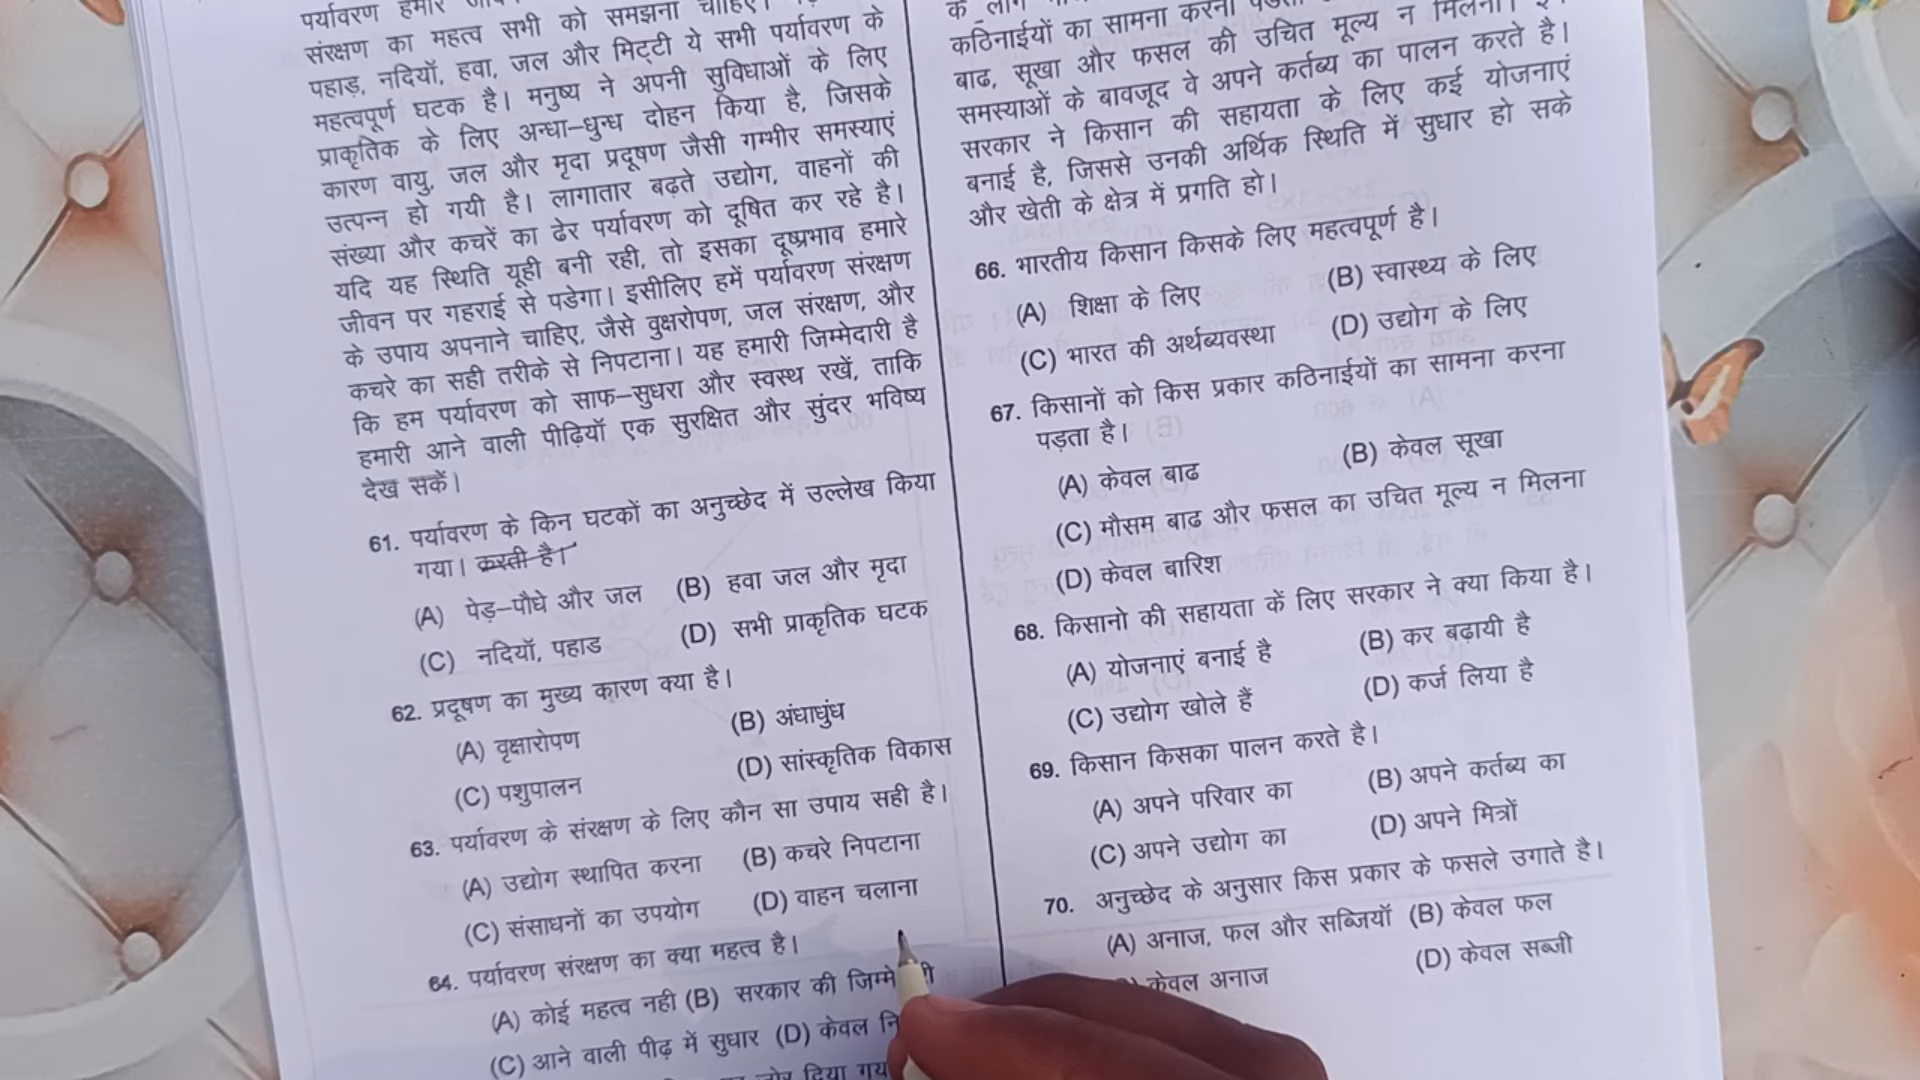 पर्यावरण हमारे
संरक्षण का महत्व सभी को समझना चाहिए।
पहाड़, नदियॉ, हवा, जल और मिट्टी ये सभी पर्यावरण के
महत्वपूर्ण घटक है। मनुष्य ने अपनी सुविधाओं के लिए
प्राकृतिक के लिए अन्धा–धुन्ध दोहन किया है, जिसके
कारण वायु, जल और मृदा प्रदूषण जैसी गम्भीर समस्याएं
उत्पन्न हो गयी है। लागातार बढ़ते उद्योग, वाहनों की
संख्या और कचरें का ढेर पर्यावरण को दूषित कर रहे है।
यदि यह स्थिति यूही बनी रही, तो इसका दूष्प्रभाव हमारे
जीवन पर गहराई से पडेगा। इसीलिए हमें पर्यावरण संरक्षण
के उपाय अपनाने चाहिए, जैसे वुक्षरोपण, जल संरक्षण, और
कचरे का सही तरीके से निपटाना। यह हमारी जिम्मेदारी है
कि हम पर्यावरण को साफ–सुधरा और स्वस्थ रखें, ताकि
हमारी आने वाली पीढ़ियॉ एक सुरक्षित और सुंदर भविष्य
देख सकें।
61. पर्यावरण के किन घटकों का अनुच्छेद में उल्लेख किया
गया। करती है।
(A) पेड़–पौधे और जल (B) हवा जल और मृदा
(C) नदियॉ, पहाड (D) सभी प्राकृतिक घटक
62. प्रदूषण का मुख्य कारण क्या है।
(A) वृक्षारोपण (B) अंधाधुंध
(C) पशुपालन (D) सांस्कृतिक विकास
63. पर्यावरण के संरक्षण के लिए कौन सा उपाय सही है।
(A) उद्योग स्थापित करना (B) कचरे निपटाना
(C) संसाधनों का उपयोग (D) वाहन चलाना
64. पर्यावरण संरक्षण का क्या महत्व है।
(A) कोई महत्व नही (B) सरकार की
(C) आने वाली पीढ़ में सुधार (D) केवल
दिया
के लोग
कठिनाईयों का सामना करना
बाढ, सूखा और फसल की उचित मूल्य न मिलना।
समस्याओं के बावजूद वे अपने कर्तब्य का पालन करते है।
सरकार ने किसान की सहायता के लिए कई योजनाएं
बनाई है, जिससे उनकी अर्थिक स्थिति में सुधार हो सके
और खेती के क्षेत्र में प्रगति हो।
66. भारतीय किसान किसके लिए महत्वपूर्ण है।
(A) शिक्षा के लिए (B) स्वास्थ्य के लिए
(C) भारत की अर्थब्यवस्था (D) उद्योग के लिए
67. किसानों को किस प्रकार कठिनाईयों का सामना करना
पड़ता है।
(A) केवल बाढ (B) केवल सूखा
(C) मौसम बाढ और फसल का उचित मूल्य न मिलना
(D) केवल बारिश
68. किसानो की सहायता कें लिए सरकार ने क्या किया है।
(A) योजनाएं बनाई है (B) कर बढ़ायी है
(C) उद्योग खोले हैं (D) कर्ज लिया है
69. किसान किसका पालन करते है।
(A) अपने परिवार का (B) अपने कर्तब्य का
(C) अपने उद्योग का (D) अपने मित्रों
70. अनुच्छेद के अनुसार किस प्रकार के फसले उगाते है।
(A) अनाज, फल और सब्जियॉ (B) केवल फल
केवल अनाज (D) केवल सब्जी